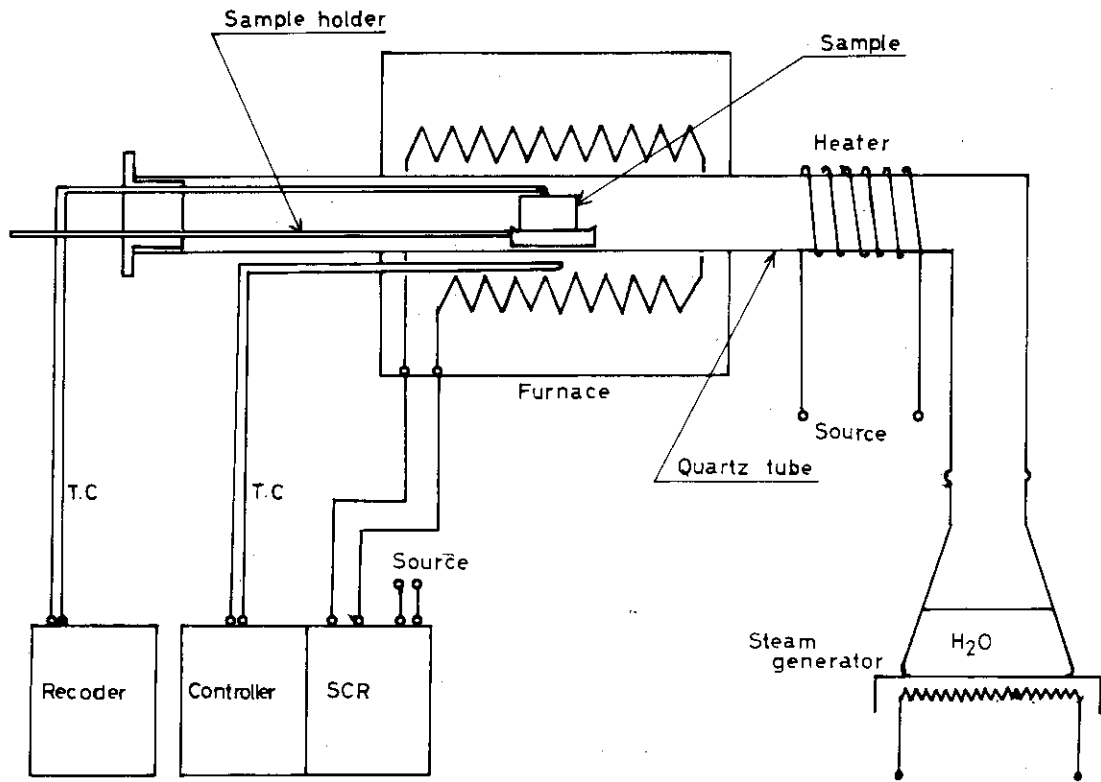 Sample holder
Sample
Heater
Furnace
Source
Quartz tube
T.C
T.C
Source
Steam
generator
H₂O
Recoder
Controller
SCR